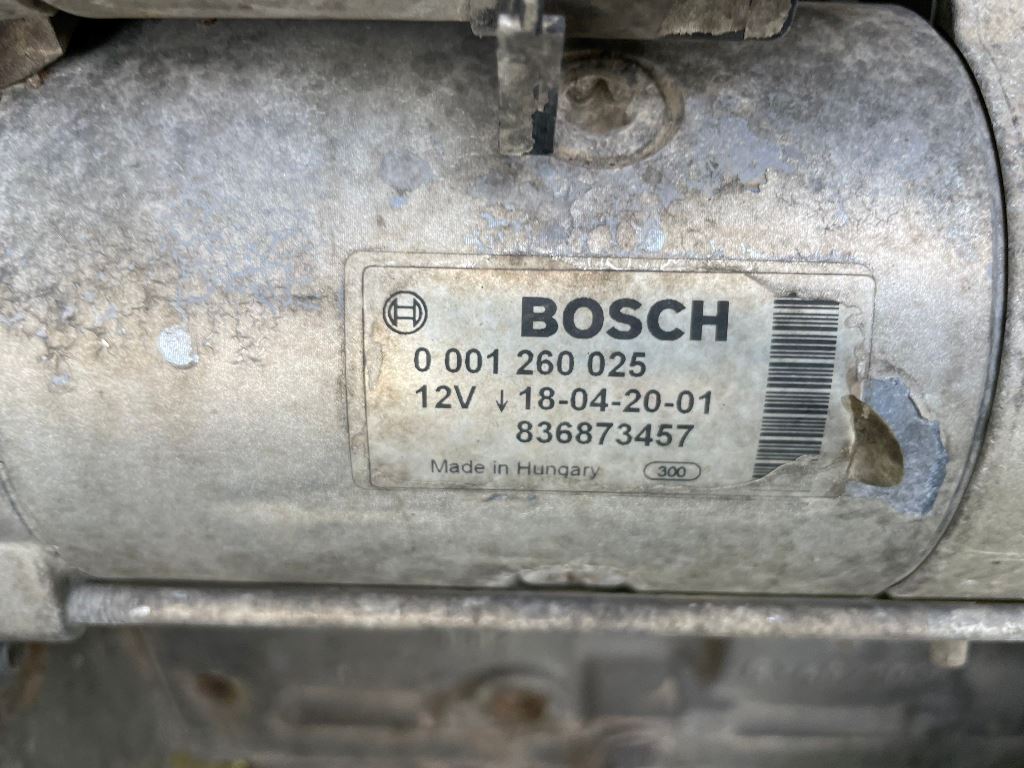 BOSCH
0 001 260 025
12V ↓ 18-04-20-01
836873457
Made in Hungary 300